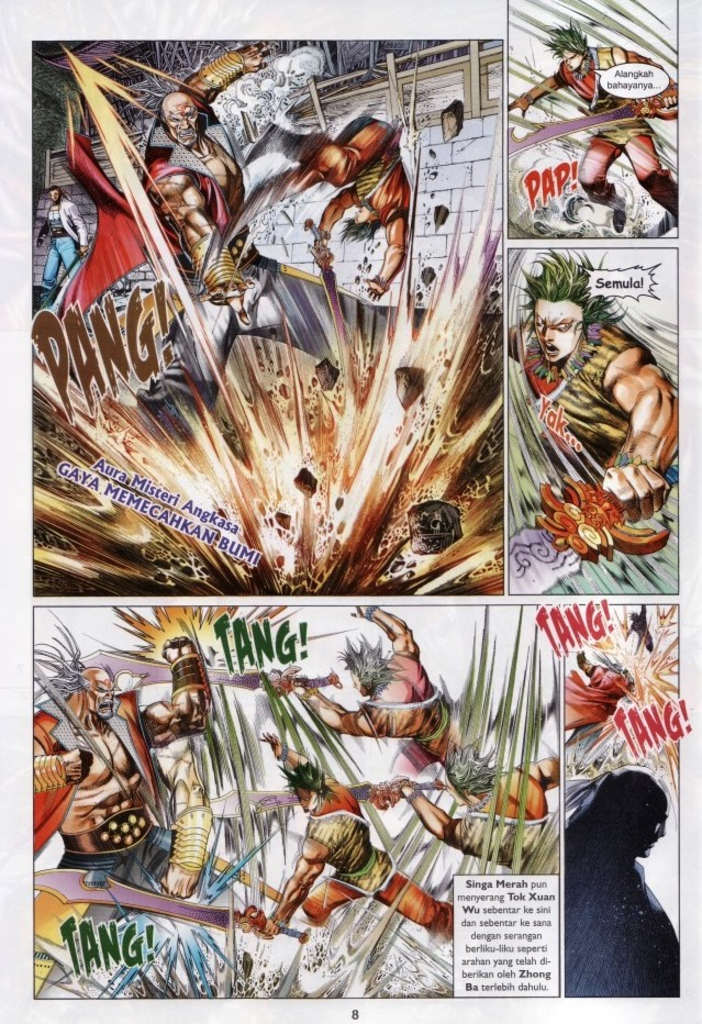 PANG!
Aura Misteri Angkasa
GAYA MEMECAHKAN BUMI
Alangkah
bahayanya...
PAP!
Semula!
Yak...
TANG!
TANG!
Singa Merah pun
menyerang Tok Xuan
Wu sebentar ke sini
dan sebentar ke sana
dengan serangan
berliku-liku seperti
arahan yang telah di-
berikan oleh Zhong
Ba terlebih dahulu.
TANG!
TANG!
8